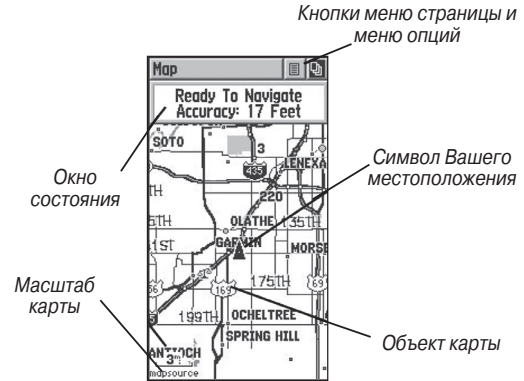 Кнопки меню страницы и
меню опций
Map
Ready To Navigate
Accuracy: 17 Feet
SOTO
3
LENEXA
435
Окно
состояния
Символ Вашего
местоположения
TH
220
5TH
OLATHE
135TH
1ST
GARMIN
MORSE
Масштаб
карты
169
175TH
69
199TH
OCHELTREE
SPRING HILL
Объект карты
ANTIOCH
3
mapsource